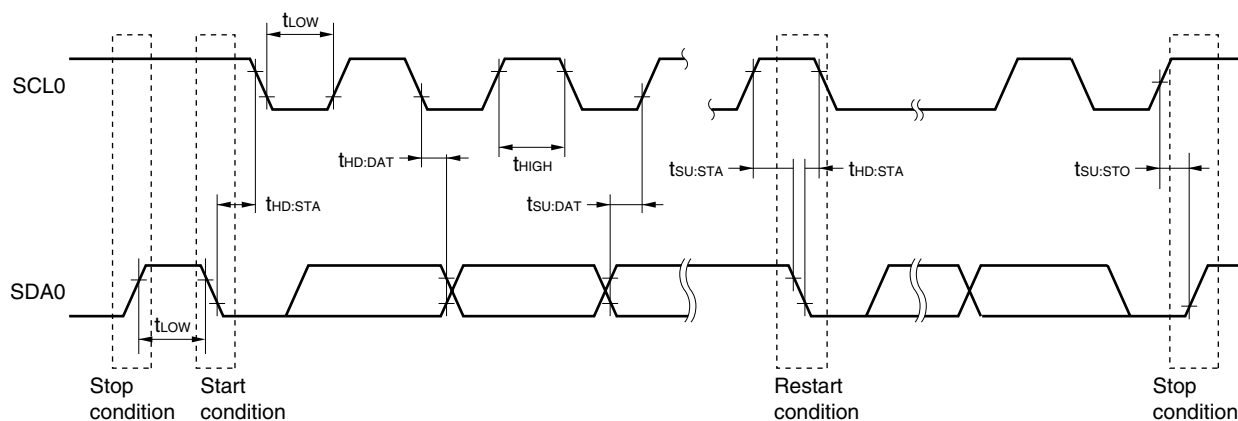 tLOW
SCL0
tHD:DAT
tHIGH
tSU:STA
tHD:STA
tSU:STO
tHD:STA
tSU:DAT
SDA0
tLOW
Stop
condition
Start
condition
Restart
condition
Stop
condition